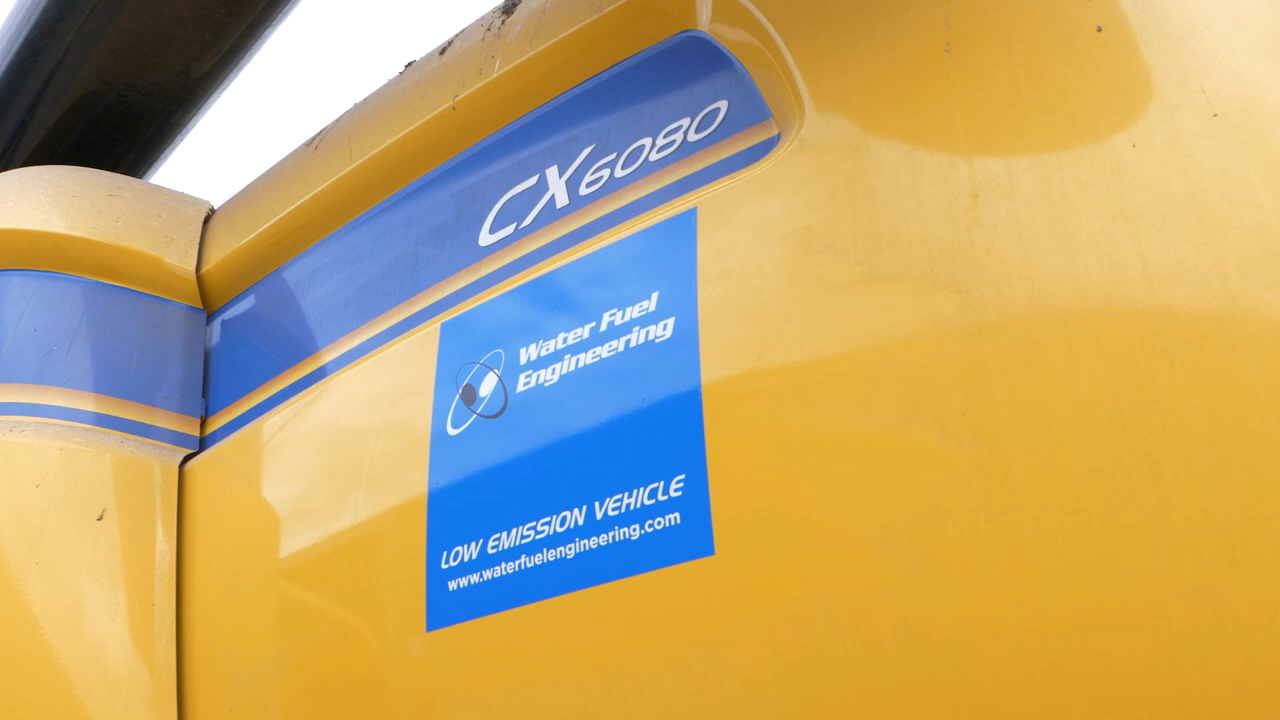 CX6080
Water Fuel
Engineering
LOW EMISSION VEHICLE
www.waterfuelengineering.com